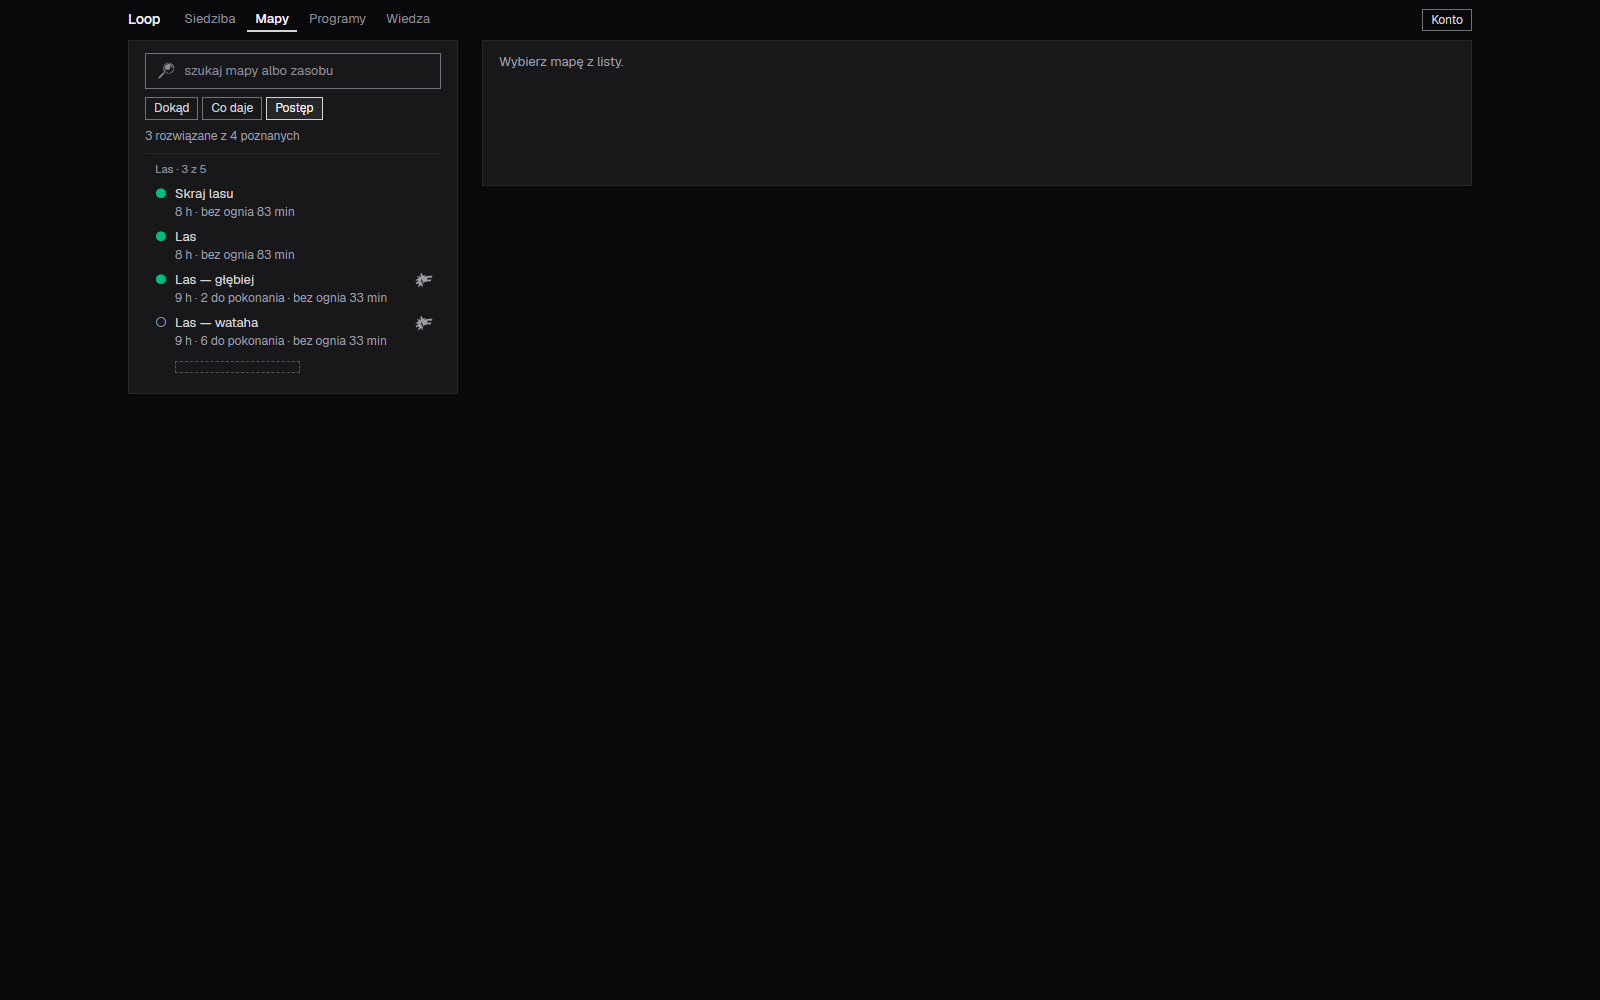 Loop Siedziba Mapy Programy Wiedza Konto
szukaj mapy albo zasobu
Dokąd Co daje Postęp
3 rozwiązane z 4 poznanych
Las · 3 z 5
Skraj lasu
8 h · bez ognia 83 min
Las
8 h · bez ognia 83 min
Las — głębiej
9 h · 2 do pokonania · bez ognia 33 min
Las — wataha
9 h · 6 do pokonania · bez ognia 33 min
Wybierz mapę z listy.